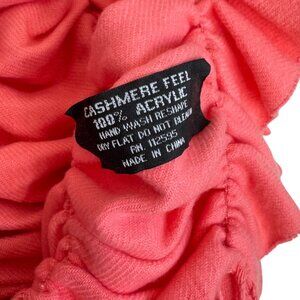 CASHMERE FEEL
100% ACRYLIC
HAND WASH RESHAPE
DRY FLAT DO NOT BLEACH
RN 112535
MADE IN CHINA